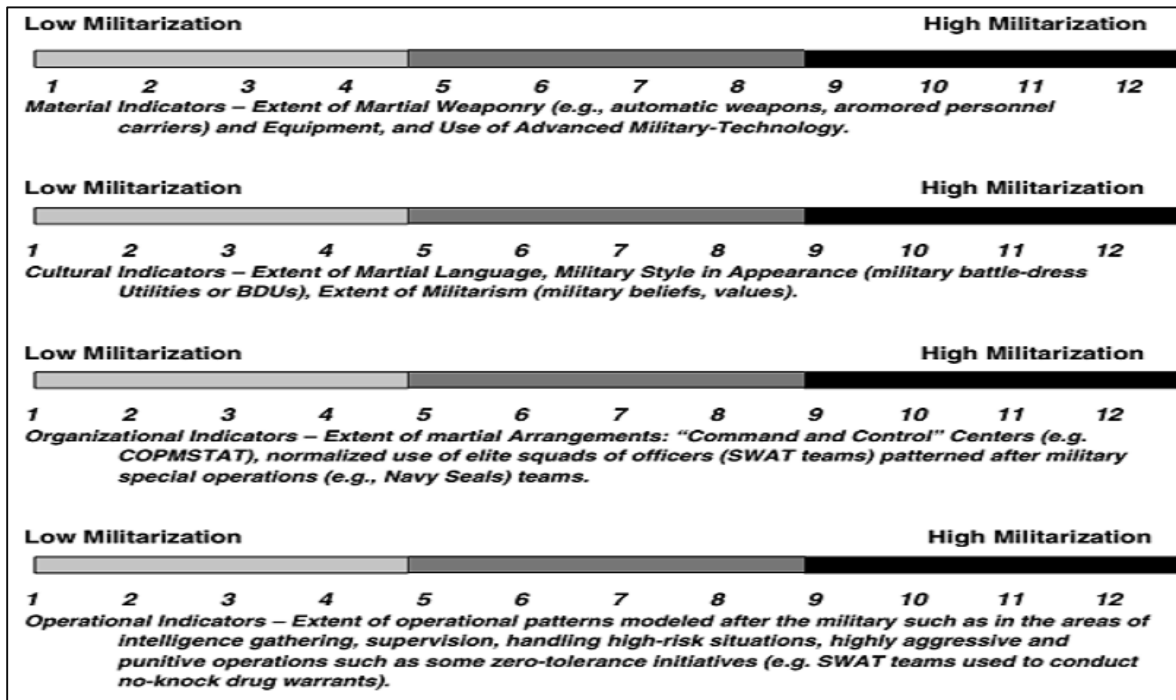 Low Militarization High Militarization
1 2 3 4 5 6 7 8 9 10 11 12
Material Indicators – Extent of Martial Weaponry (e.g., automatic weapons, aromored personnel
carriers) and Equipment, and Use of Advanced Military-Technology.
Low Militarization High Militarization
1 2 3 4 5 6 7 8 9 10 11 12
Cultural Indicators – Extent of Martial Language, Military Style in Appearance (military battle-dress
Utilities or BDUs), Extent of Militarism (military beliefs, values).
Low Militarization High Militarization
1 2 3 4 5 6 7 8 9 10 11 12
Organizational Indicators – Extent of martial Arrangements: “Command and Control” Centers (e.g.
COPMSTAT), normalized use of elite squads of officers (SWAT teams) patterned after military
special operations (e.g., Navy Seals) teams.
Low Militarization High Militarization
1 2 3 4 5 6 7 8 9 10 11 12
Operational Indicators – Extent of operational patterns modeled after the military such as in the areas of
intelligence gathering, supervision, handling high-risk situations, highly aggressive and
punitive operations such as some zero-tolerance initiatives (e.g. SWAT teams used to conduct
no-knock drug warrants).